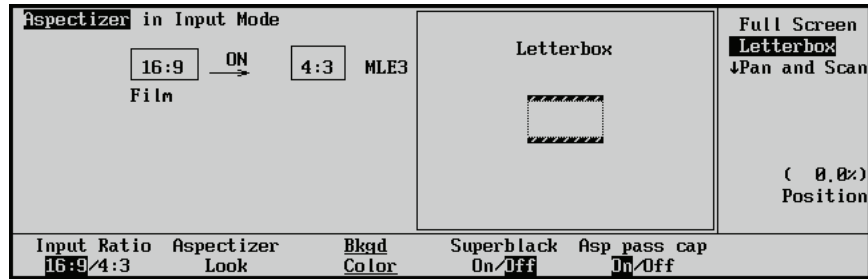 Aspectizer in Input Mode
16:9 ON 4:3 MLE3
Film
Letterbox
Full Screen
Letterbox
↓Pan and Scan
( 0.0%)
Position
Input Ratio Aspectizer Bkgd Superblack Asp pass cap
16:9/4:3 Look Color On/Off On/Off